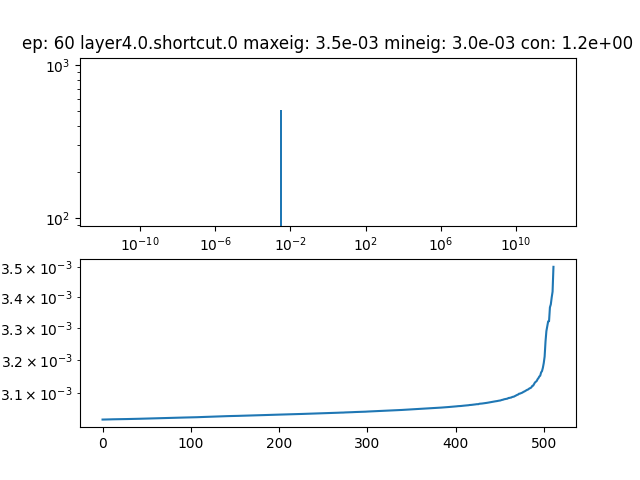 ep: 60 layer4.0.shortcut.0 maxeig: 3.5e-03 mineig: 3.0e-03 con: 1.2e+00
10³
10²
10⁻¹⁰ 10⁻⁶ 10⁻² 10² 10⁶ 10¹⁰
3.5 × 10⁻³
3.4 × 10⁻³
3.3 × 10⁻³
3.2 × 10⁻³
3.1 × 10⁻³
0 100 200 300 400 500